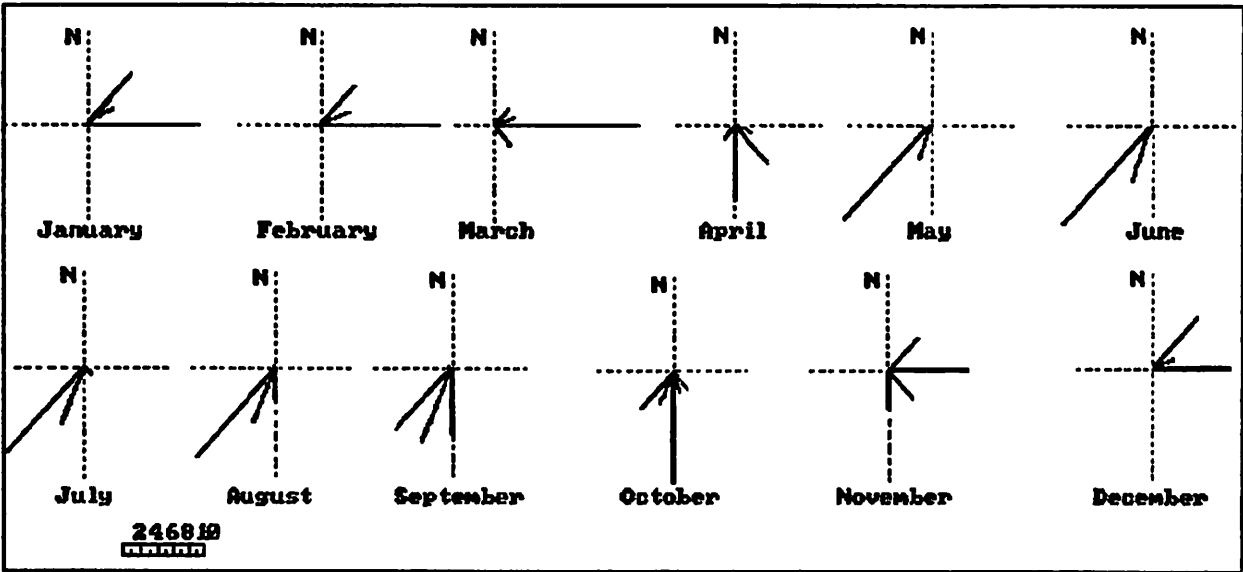 N N N N N N
January February March April May June
N N N N N N
July August September October November December
246810